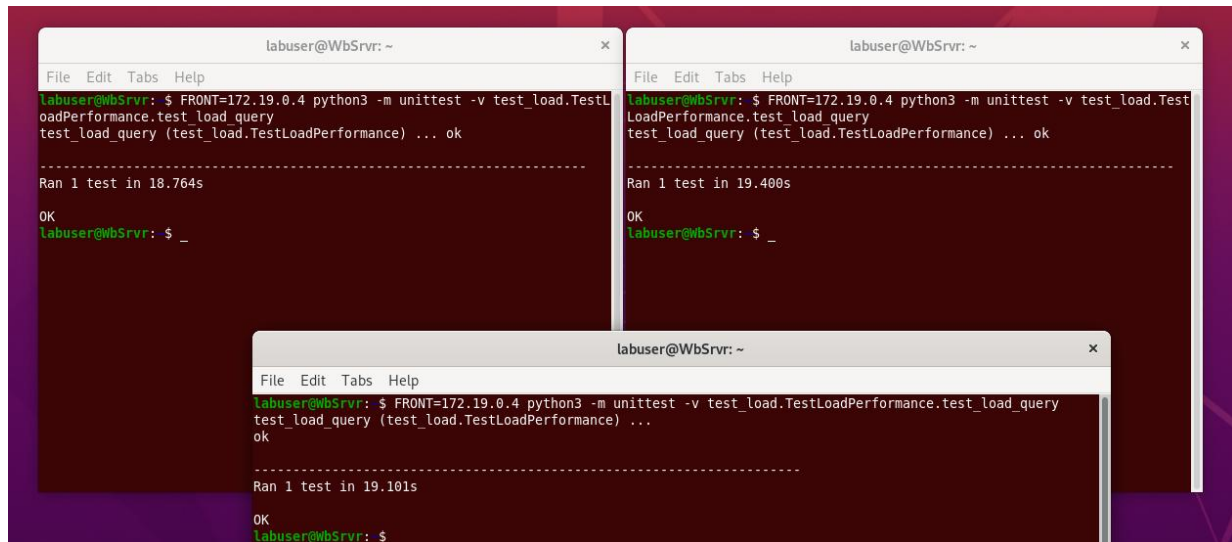 labuser@WbSrvr: ~ ×
File Edit Tabs Help
labuser@WbSrvr:~$ FRONT=172.19.0.4 python3 -m unittest -v test_load.TestL
oadPerformance.test_load_query
test_load_query (test_load.TestLoadPerformance) ... ok
----------------------------------------------------------------------
Ran 1 test in 18.764s
OK
labuser@WbSrvr:~$ _
labuser@WbSrvr: ~ ×
File Edit Tabs Help
labuser@WbSrvr:~$ FRONT=172.19.0.4 python3 -m unittest -v test_load.Test
LoadPerformance.test_load_query
test_load_query (test_load.TestLoadPerformance) ... ok
----------------------------------------------------------------------
Ran 1 test in 19.400s
OK
labuser@WbSrvr:~$ _
labuser@WbSrvr: ~ ×
File Edit Tabs Help
labuser@WbSrvr:~$ FRONT=172.19.0.4 python3 -m unittest -v test_load.TestLoadPerformance.test_load_query
test_load_query (test_load.TestLoadPerformance) ...
ok
----------------------------------------------------------------------
Ran 1 test in 19.101s
OK
labuser@WbSrvr:~$